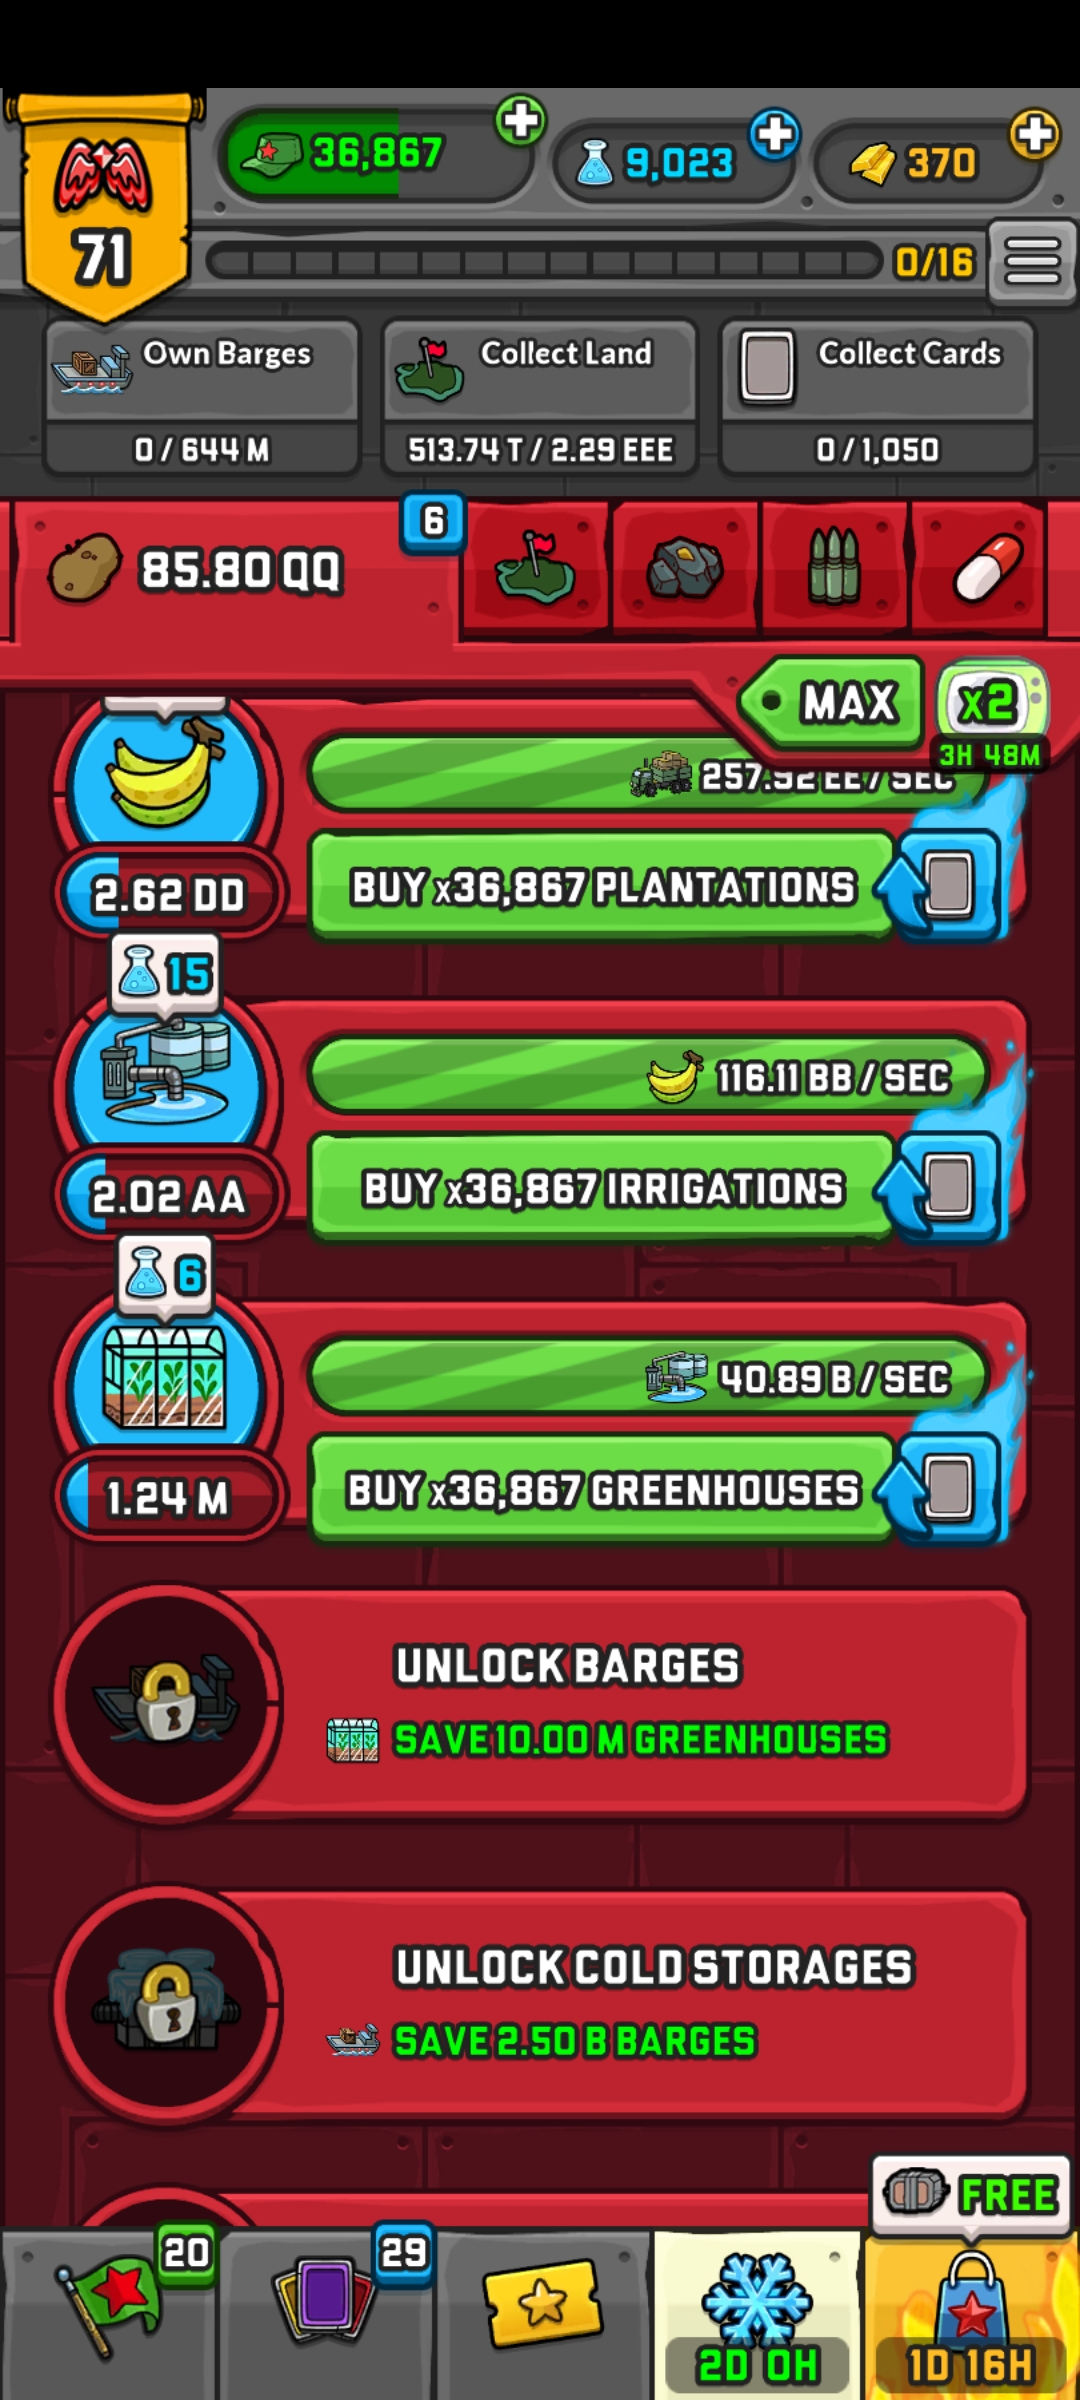 36,867
9,023
370
71
0/16
Own Barges
Collect Land
Collect Cards
0 / 644 M
513.74 T / 2.29 EEE
0 / 1,050
85.80 QQ
6
MAX
x2
3H 48M
257.92 EE / SEC
BUY x36,867 PLANTATIONS
2.62 DD
15
116.11 BB / SEC
BUY x36,867 IRRIGATIONS
2.02 AA
6
40.89 B / SEC
BUY x36,867 GREENHOUSES
1.24 M
UNLOCK BARGES
SAVE 10.00 M GREENHOUSES
UNLOCK COLD STORAGES
SAVE 2.50 B BARGES
FREE
20
29
2D 0H
1D 16H